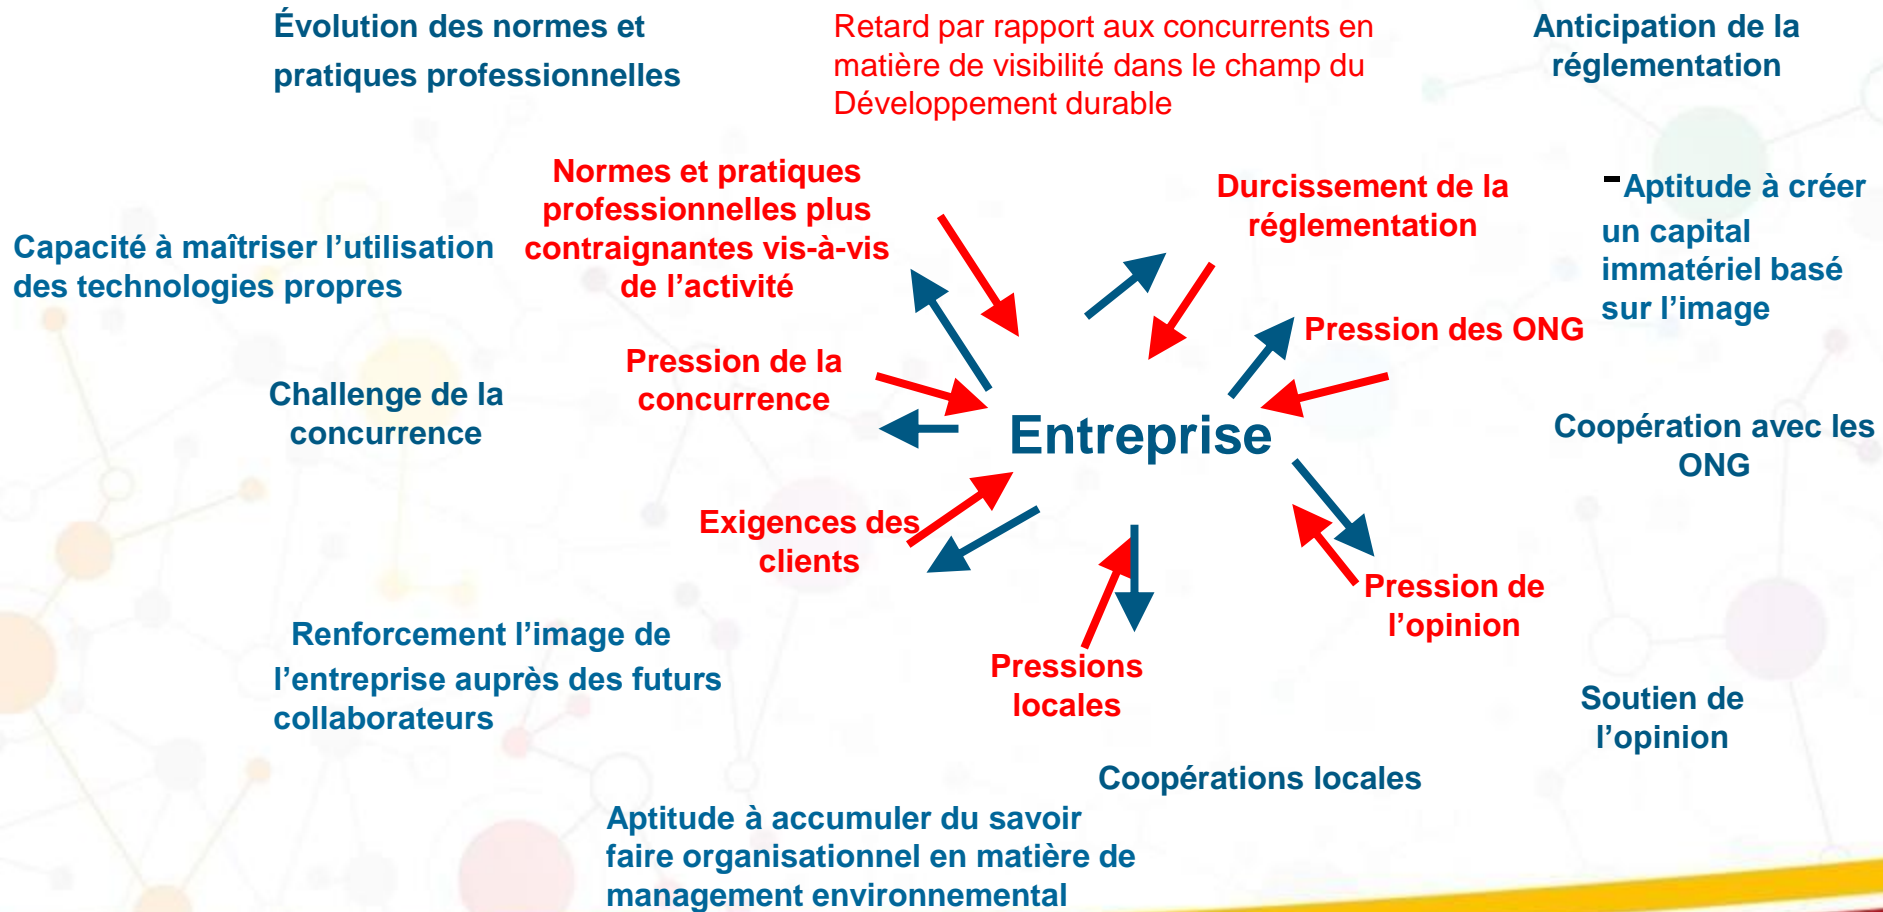 Évolution des normes et
pratiques professionnelles
Retard par rapport aux concurrents en
matière de visibilité dans le champ du
Développement durable
Anticipation de la
réglementation
Normes et pratiques
professionnelles plus
contraignantes vis-à-vis
de l’activité
Durcissement de la
réglementation
-Aptitude à créer
un capital
immatériel basé
sur l’image
Capacité à maîtriser l’utilisation
des technologies propres
Pression des ONG
Pression de la
concurrence
Challenge de la
concurrence
Entreprise
Coopération avec les
ONG
Exigences des
clients
Pression de
l’opinion
Renforcement l’image de
l’entreprise auprès des futurs
collaborateurs
Pressions
locales
Soutien de
l’opinion
Coopérations locales
Aptitude à accumuler du savoir
faire organisationnel en matière de
management environnemental